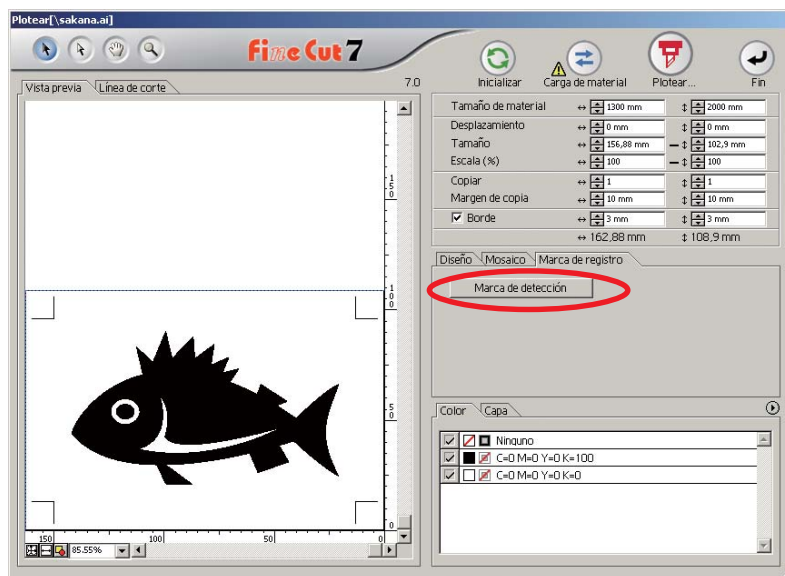 Plotear[\sakana.ai]
FineCut7
7.0
Inicializar
Carga de material
Plotear...
Fin
Vista previa
Línea de corte
Tamaño de material 1300 mm 2000 mm
Desplazamiento 0 mm 0 mm
Tamaño 156,88 mm 102,9 mm
Escala (%) 100 100
Copiar 1 1
Margen de copia 10 mm 10 mm
Borde 3 mm 3 mm
162,88 mm 108,9 mm
Diseño Mosaico Marca de registro
Marca de detección
Color Capa
Ninguno
C=0 M=0 Y=0 K=100
C=0 M=0 Y=0 K=0
150
100
50
0
150 100 50 0
85.55%